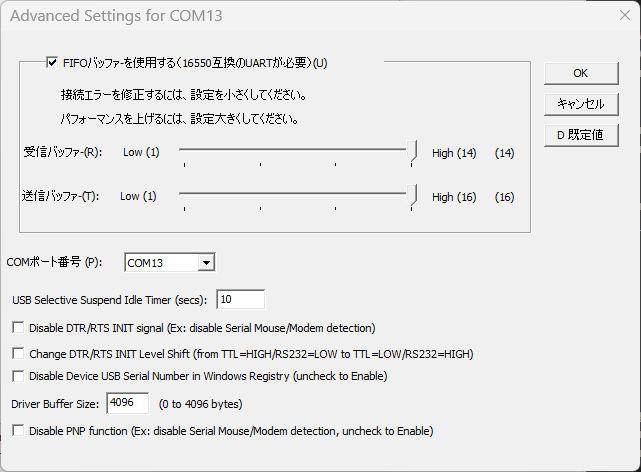 Advanced Settings for COM13
FIFOバッファ-を使用する(16550互換のUARTが必要)(U)
OK
接続エラーを修正するには、設定を小さくしてください。
キャンセル
パフォーマンスを上げるには、設定大きくしてください。
D 既定値
受信バッファ-(R): Low (1) High (14) (14)
送信バッファ-(T): Low (1) High (16) (16)
COMポート番号 (P): COM13
USB Selective Suspend Idle Timer (secs): 10
Disable DTR/RTS INIT signal (Ex: disable Serial Mouse/Modem detection)
Change DTR/RTS INIT Level Shift (from TTL=HIGH/RS232=LOW to TTL=LOW/RS232=HIGH)
Disable Device USB Serial Number in Windows Registry (uncheck to Enable)
Driver Buffer Size: 4096 (0 to 4096 bytes)
Disable PNP function (Ex: disable Serial Mouse/Modem detection, uncheck to Enable)